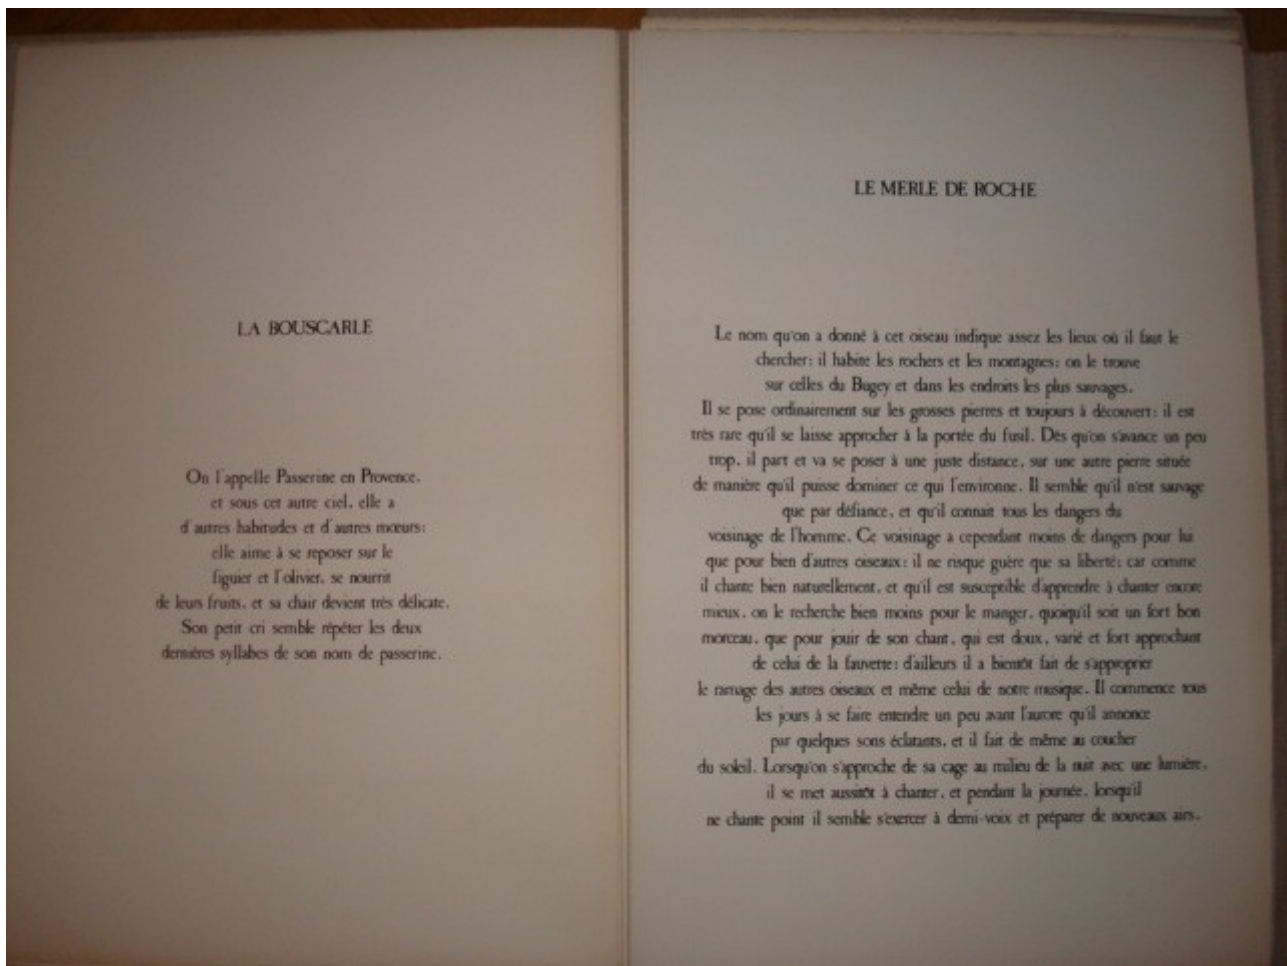 LA BOUSCARLE
On l'appelle Passerine en Provence,
et sous cet autre ciel, elle a
d'autres habitudes et d'autres mœurs:
elle aime à se reposer sur le
figuier et l'olivier, se nourrit
de leurs fruits, et sa chair devient très délicate.
Son petit cri semble répéter les deux
dernières syllabes de son nom de passerine.
LE MERLE DE ROCHE
Le nom qu'on a donné à cet oiseau indique assez les lieux où il faut le
chercher: il habite les rochers et les montagnes: on le trouve
sur celles du Bugey et dans les endroits les plus sauvages.
Il se pose ordinairement sur les grosses pierres et toujours à découvert: il est
très rare qu'il se laisse approcher à la portée du fusil. Dès qu'on s'avance un peu
trop, il part et va se poser à une juste distance, sur une autre pierre située
de manière qu'il puisse dominer ce qui l'environne. Il semble qu'il n'est sauvage
que par défiance, et qu'il connait tous les dangers du
voisinage de l'homme. Ce voisinage a cependant moins de dangers pour lui
que pour bien d'autres oiseaux: il ne risque guère que sa liberté; car comme
il chante bien naturellement, et qu'il est susceptible d'apprendre à chanter encore
mieux, on le recherche bien moins pour le manger, quoiqu'il soit un fort bon
morceau, que pour jouir de son chant, qui est doux, varié et fort approchant
de celui de la fauvette: d'ailleurs il a bientôt fait de s'approprier
le ramage des autres oiseaux et même celui de notre musique. Il commence tous
les jours à se faire entendre un peu avant l'aurore qu'il annonce
par quelques sons éclatants, et il fait de même au coucher
du soleil. Lorsqu'on s'approche de sa cage au milieu de la nuit avec une lumière,
il se met aussitôt à chanter, et pendant la journée, lorsqu'il
ne chante point il semble s'exercer à demi-voix et préparer de nouveaux airs.